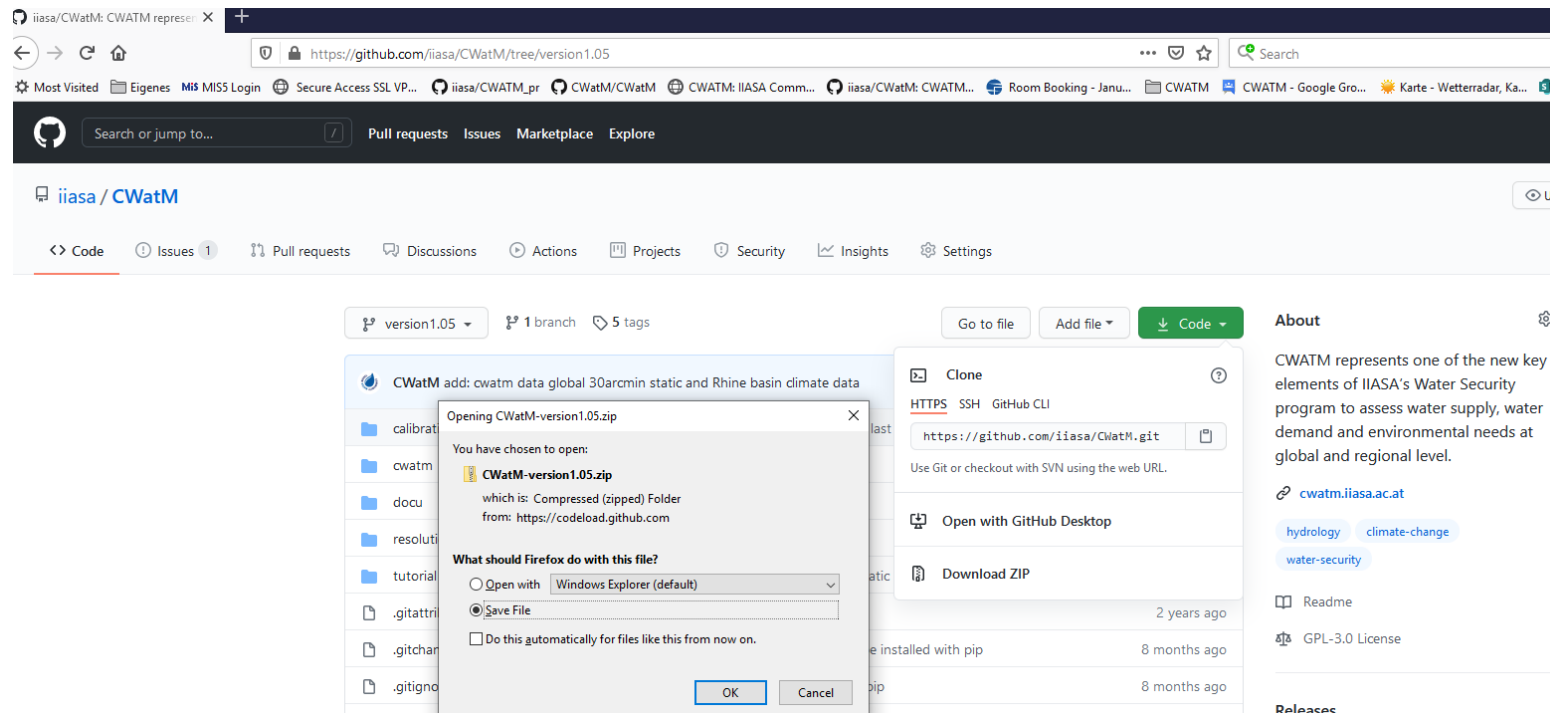 iiasa/CWatM: CWATM represen
https://github.com/iiasa/CWatM/tree/version1.05
Search
Most Visited Eigenes MIS MIS5 Login Secure Access SSL VP... iiasa/CWATM_pr CWatM/CWatM CWATM: IIASA Comm... iiasa/CWatM: CWATM... Room Booking - Janu... CWATM CWATM - Google Gro... Karte - Wetterradar, Ka...
Search or jump to... / Pull requests Issues Marketplace Explore
iiasa / CWatM
Code Issues 1 Pull requests Discussions Actions Projects Security Insights Settings
version1.05 1 branch 5 tags Go to file Add file Code
CWatM add: cwatm data global 30arcmin static and Rhine basin climate data
calibrat
cwatm
docu
resoluti
tutorial
.gitattri
.gitchar
.gitigno
last
atic
2 years ago
e installed with pip 8 months ago
pip 8 months ago
Opening CWatM-version1.05.zip
You have chosen to open:
CWatM-version1.05.zip
which is: Compressed (zipped) Folder
from: https://codeload.github.com
What should Firefox do with this file?
Open with Windows Explorer (default)
Save File
Do this automatically for files like this from now on.
OK Cancel
Clone
HTTPS SSH GitHub CLI
https://github.com/iiasa/CWatM.git
Use Git or checkout with SVN using the web URL.
Open with GitHub Desktop
Download ZIP
About
CWATM represents one of the new key
elements of IIASA's Water Security
program to assess water supply, water
demand and environmental needs at
global and regional level.
cwatm.iiasa.ac.at
hydrology climate-change
water-security
Readme
GPL-3.0 License
Releases